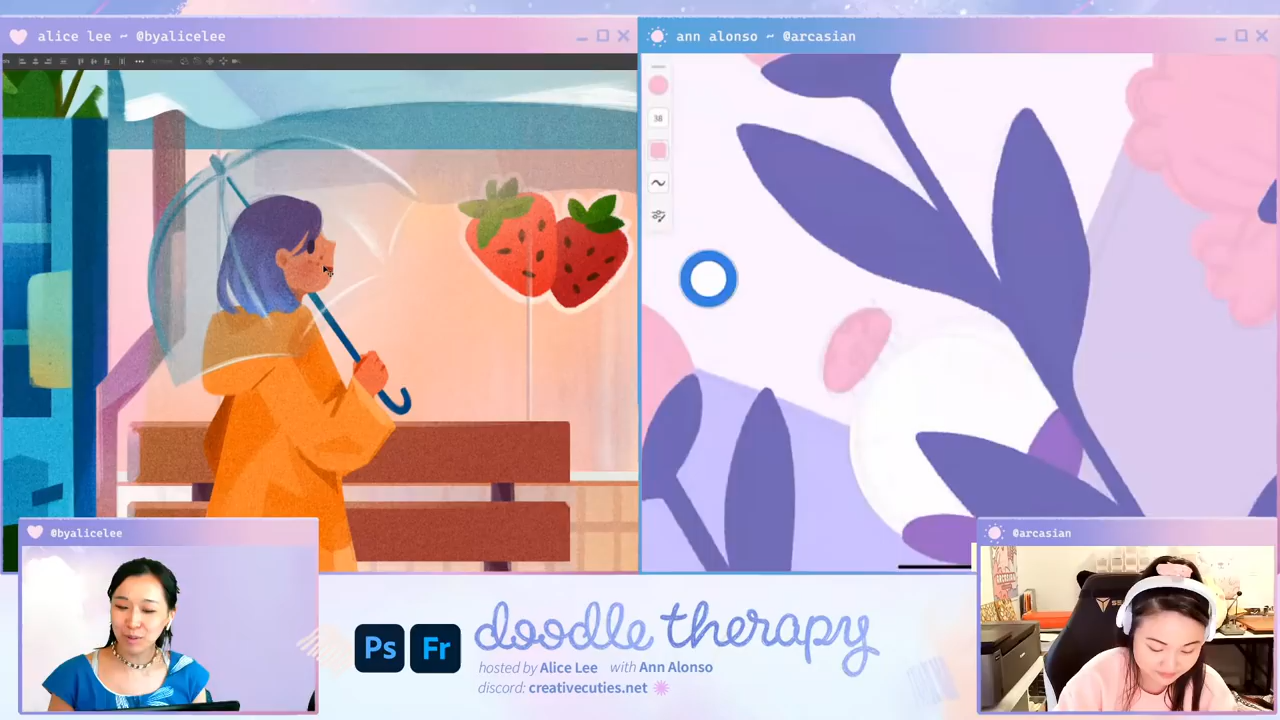 alice lee ~ @byalicelee
ann alonso ~ @arcasian
38
@byalicelee
@arcasian
Ps Fr
doodle therapy
hosted by Alice Lee with Ann Alonso
discord: creativecuties.net